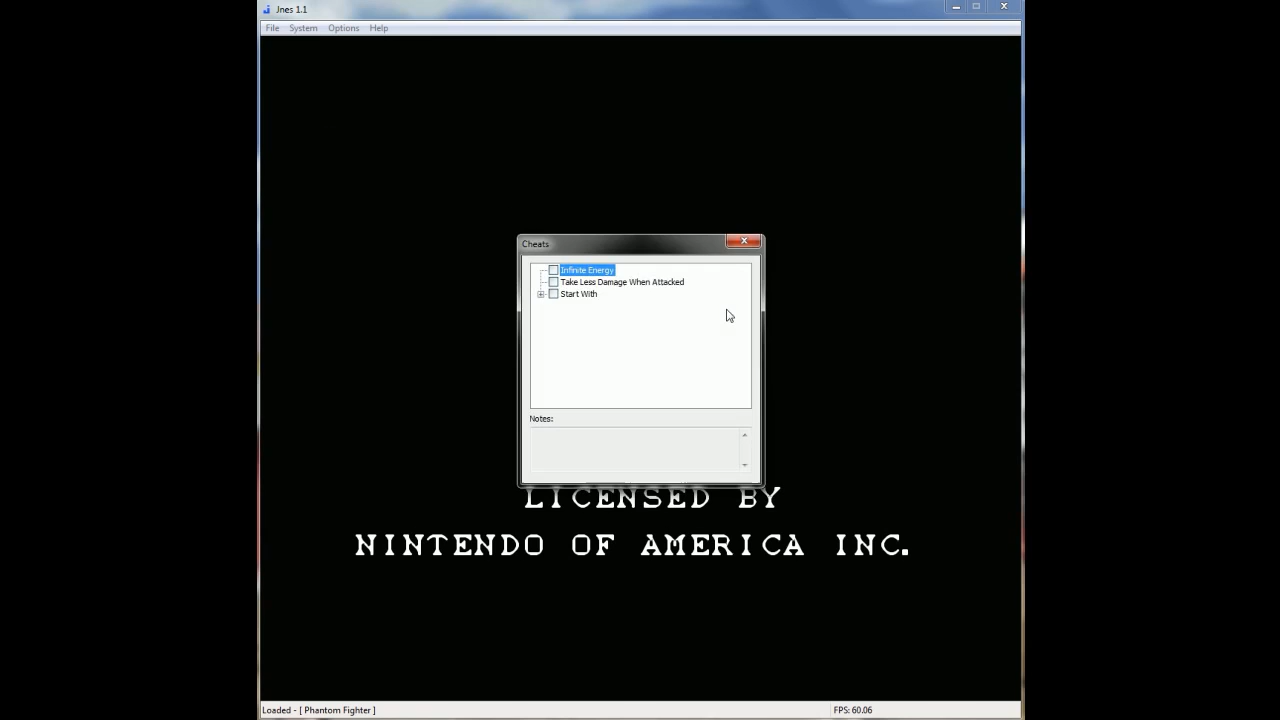 Jnes 1.1
File System Options Help
Cheats
Infinite Energy
Take Less Damage When Attacked
Start With
Notes:
LICENSED BY
NINTENDO OF AMERICA INC.
Loaded - [ Phantom Fighter ]
FPS: 60.06